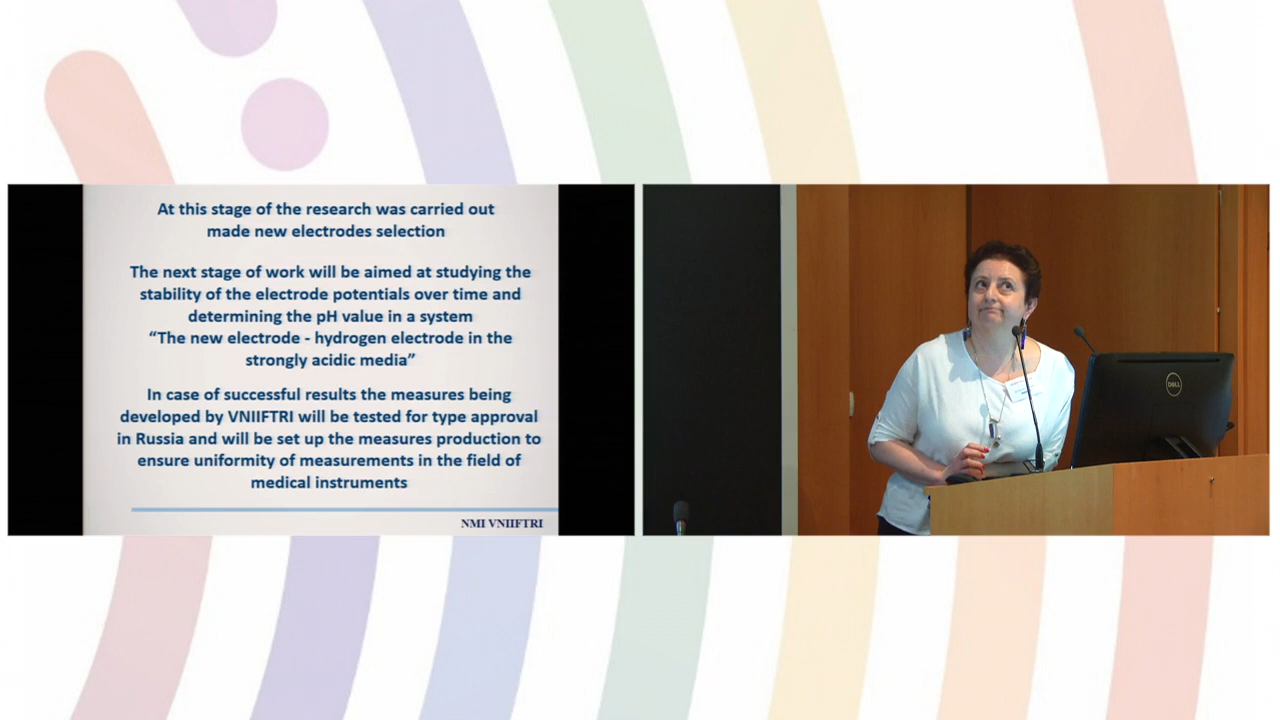 At this stage of the research was carried out
made new electrodes selection
The next stage of work will be aimed at studying the
stability of the electrode potentials over time and
determining the pH value in a system
“The new electrode - hydrogen electrode in the
strongly acidic media”
In case of successful results the measures being
developed by VNIIFTRI will be tested for type approval
in Russia and will be set up the measures production to
ensure uniformity of measurements in the field of
medical instruments
NMI VNIIFTRI
DELL